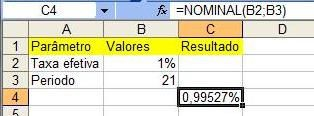 C4 fx =NOMINAL(B2;B3)
A B C
1 Parâmetro Valores Resultado
2 Taxa efetiva 1%
3 Periodo 21
4 0,99527%